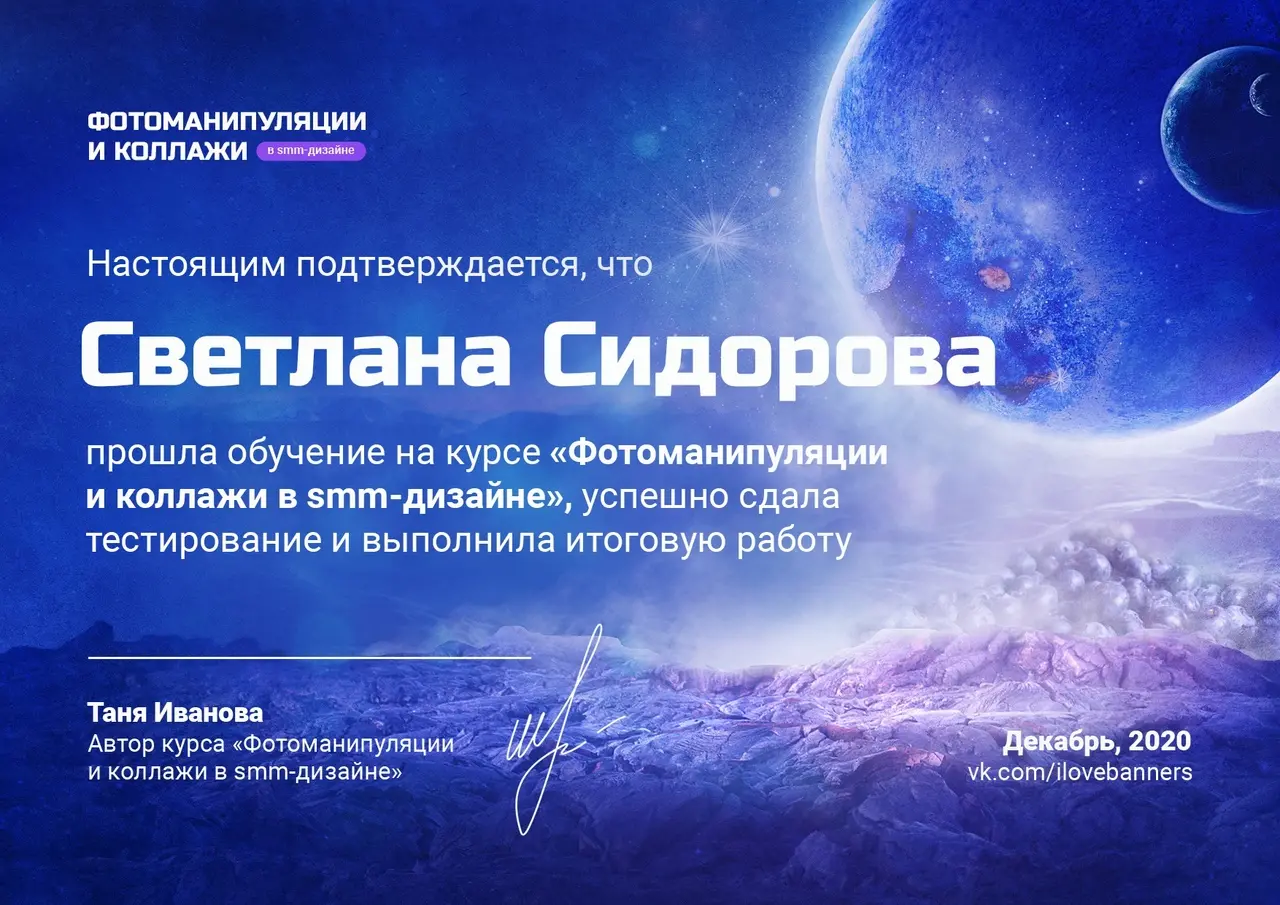 ФОТОМАНИПУЛЯЦИИ
И КОЛЛАЖИ в smm-дизайне
Настоящим подтверждается, что
Светлана Сидорова
прошла обучение на курсе «Фотоманипуляции
и коллажи в smm-дизайне», успешно сдала
тестирование и выполнила итоговую работу
Таня Иванова
Автор курса «Фотоманипуляции
и коллажи в smm-дизайне»
Декабрь, 2020
vk.com/ilovebanners